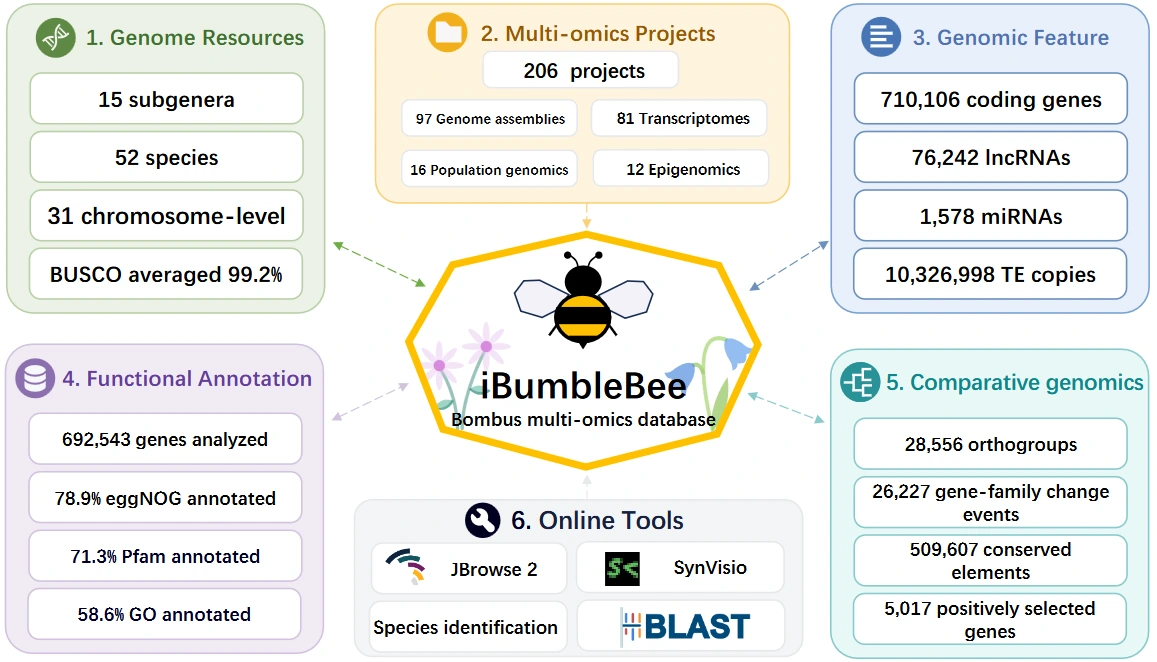 1. Genome Resources
15 subgenera
52 species
31 chromosome-level
BUSCO averaged 99.2%
2. Multi-omics Projects
206 projects
97 Genome assemblies
81 Transcriptomes
16 Population genomics
12 Epigenomics
3. Genomic Feature
710,106 coding genes
76,242 lncRNAs
1,578 miRNAs
10,326,998 TE copies
iBumbleBee
Bombus multi-omics database
4. Functional Annotation
692,543 genes analyzed
78.9% eggNOG annotated
71.3% Pfam annotated
58.6% GO annotated
5. Comparative genomics
28,556 orthogroups
26,227 gene-family change
events
509,607 conserved
elements
5,017 positively selected
genes
6. Online Tools
JBrowse 2
SynVisio
Species identification
BLAST